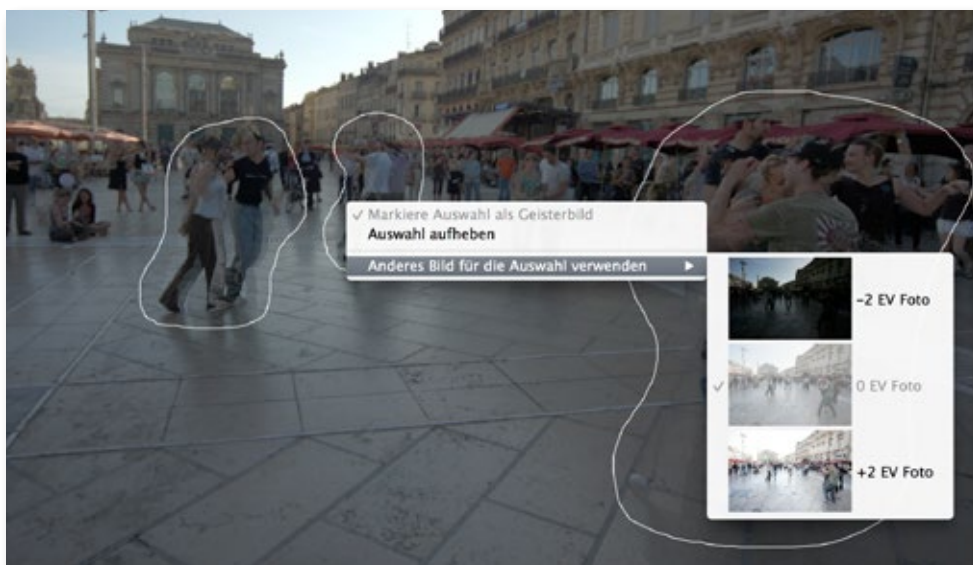 ✓ Markiere Auswahl als Geisterbild
Auswahl aufheben
Anderes Bild für die Auswahl verwenden ▶
-2 EV Foto
✓ 0 EV Foto
+2 EV Foto